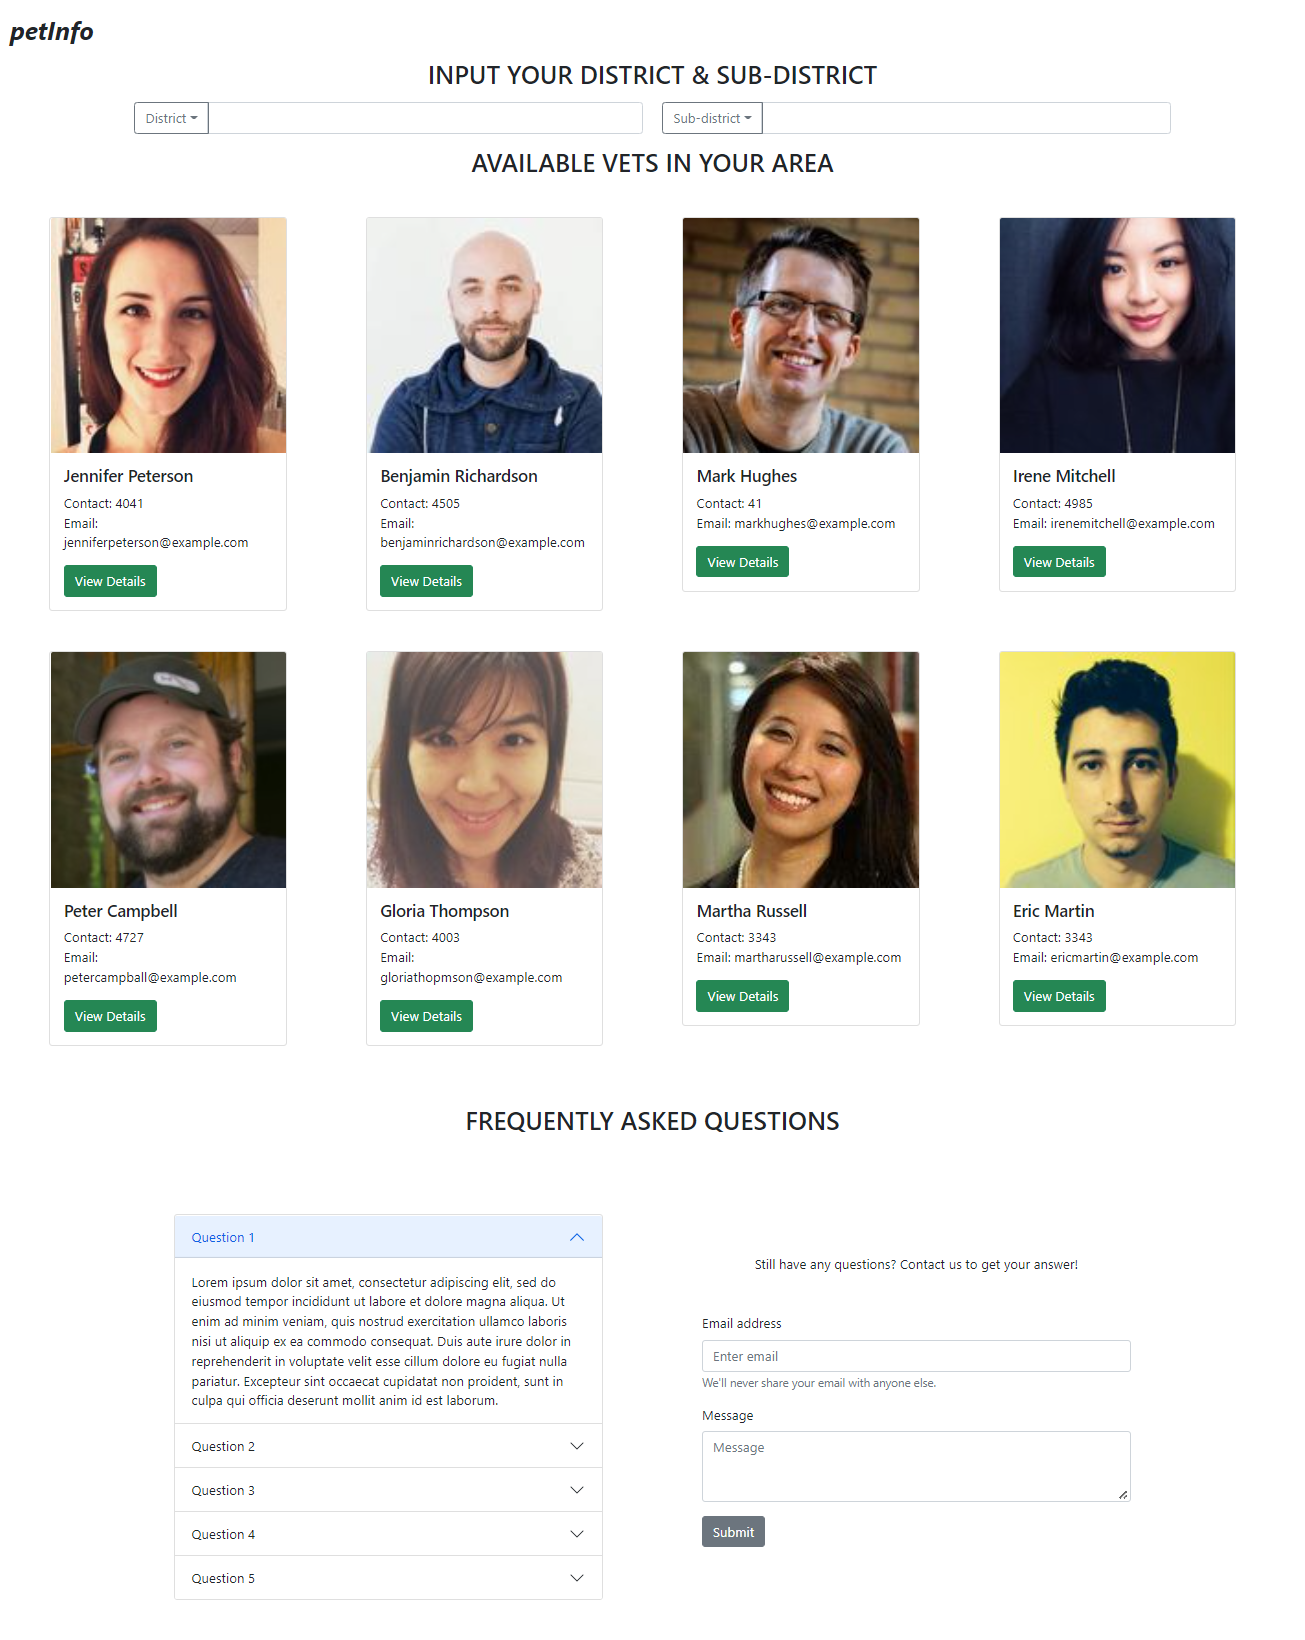 petInfo
INPUT YOUR DISTRICT & SUB-DISTRICT
District
Sub-district
AVAILABLE VETS IN YOUR AREA
Jennifer Peterson
Contact: 4041
Email:
jenniferpeterson@example.com
View Details
Benjamin Richardson
Contact: 4505
Email:
benjaminrichardson@example.com
View Details
Mark Hughes
Contact: 41
Email: markhughes@example.com
View Details
Irene Mitchell
Contact: 4985
Email: irenemitchell@example.com
View Details
Peter Campbell
Contact: 4727
Email:
petercampball@example.com
View Details
Gloria Thompson
Contact: 4003
Email:
gloriathopmson@example.com
View Details
Martha Russell
Contact: 3343
Email: martharussell@example.com
View Details
Eric Martin
Contact: 3343
Email: ericmartin@example.com
View Details
FREQUENTLY ASKED QUESTIONS
Question 1
Lorem ipsum dolor sit amet, consectetur adipiscing elit, sed do
eiusmod tempor incididunt ut labore et dolore magna aliqua. Ut
enim ad minim veniam, quis nostrud exercitation ullamco laboris
nisi ut aliquip ex ea commodo consequat. Duis aute irure dolor in
reprehenderit in voluptate velit esse cillum dolore eu fugiat nulla
pariatur. Excepteur sint occaecat cupidatat non proident, sunt in
culpa qui officia deserunt mollit anim id est laborum.
Question 2
Question 3
Question 4
Question 5
Still have any questions? Contact us to get your answer!
Email address
Enter email
We'll never share your email with anyone else.
Message
Message
Submit